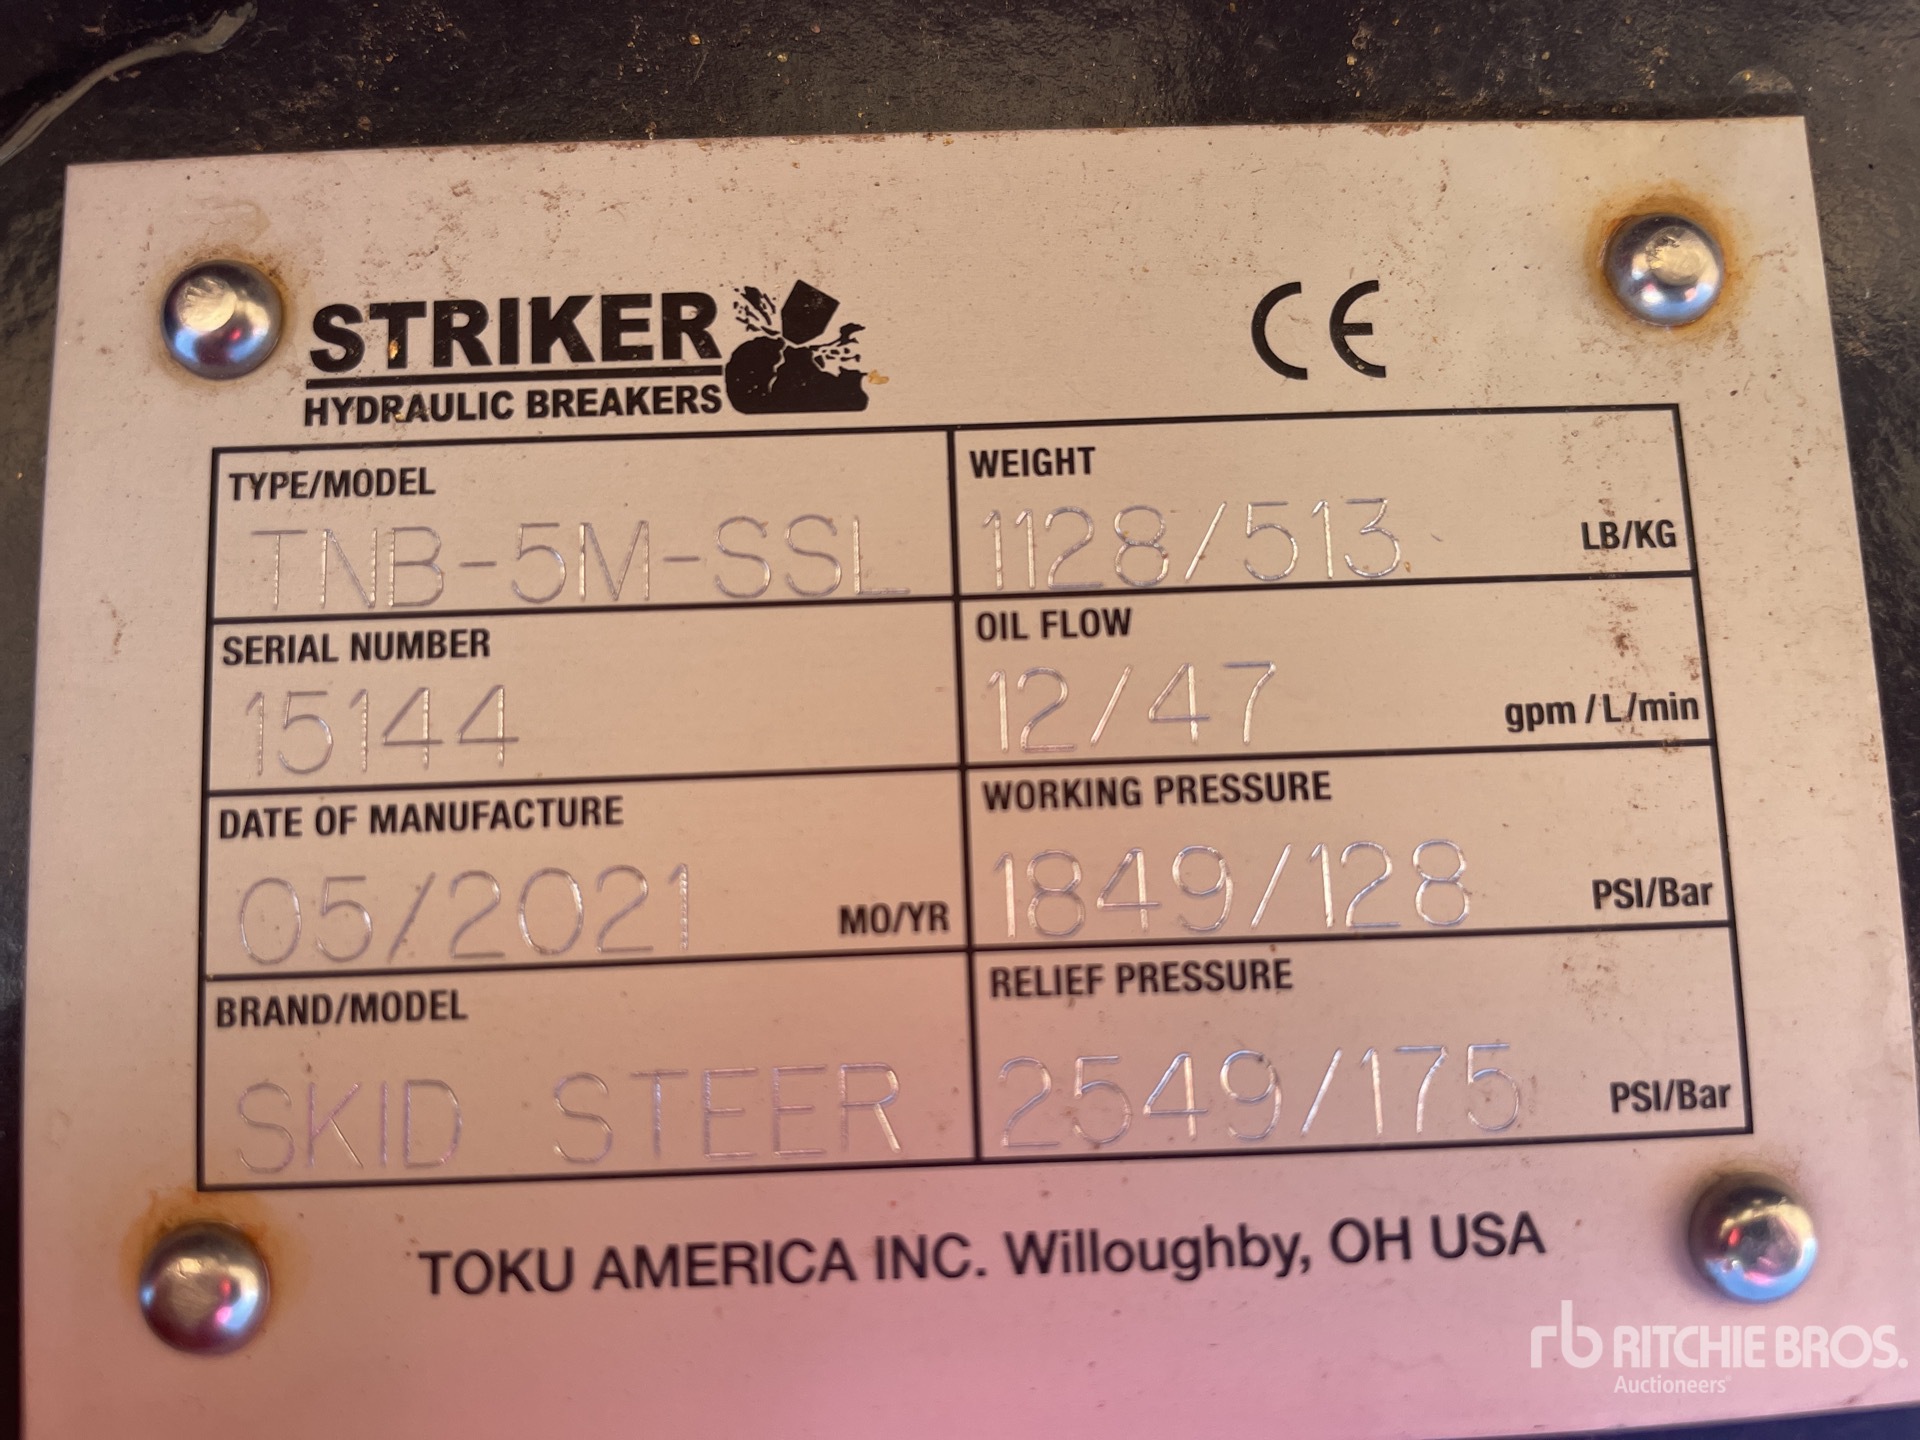 STRIKER
HYDRAULIC BREAKERS
CE
TYPE/MODEL
TNB-5M-SSL
WEIGHT
1128/513 LB/KG
SERIAL NUMBER
15144
OIL FLOW
12/47 gpm / L/min
DATE OF MANUFACTURE
05/2021 MO/YR
WORKING PRESSURE
1849/128 PSI/Bar
BRAND/MODEL
SKID STEER
RELIEF PRESSURE
2549/175 PSI/Bar
TOKU AMERICA INC. Willoughby, OH USA
rb RITCHIE BROS.
Auctioneers